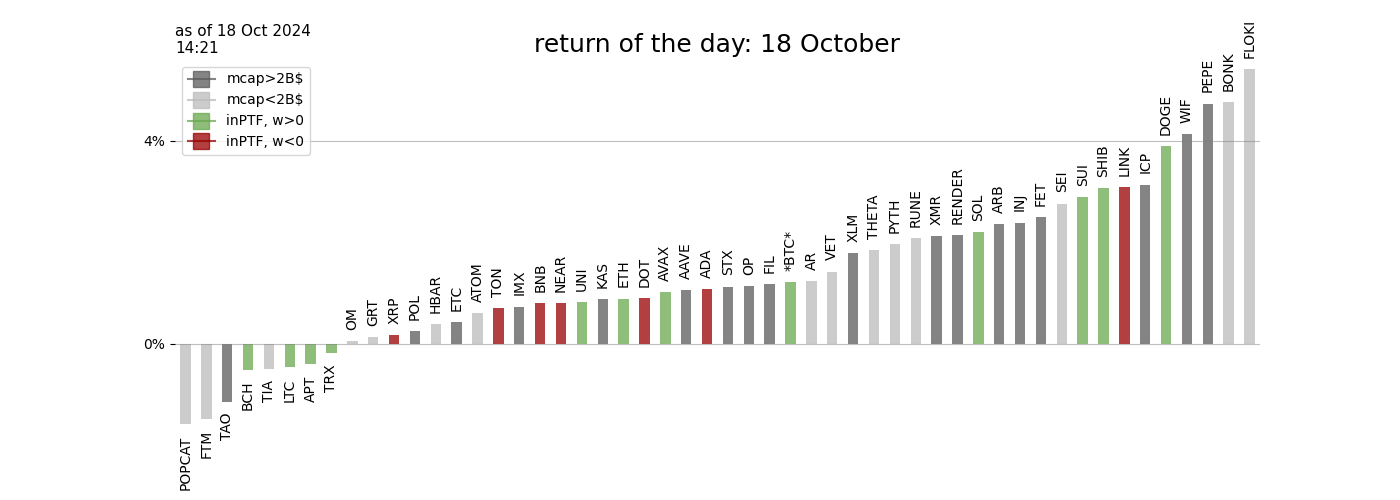 as of 18 Oct 2024
14:21
return of the day: 18 October
mcap>2B$
mcap<2B$
inPTF, w>0
inPTF, w<0
4%
0%
POPCAT
FTM
TAO
BCH
TIA
LTC
APT
TRX
OM
GRT
XRP
POL
HBAR
ETC
ATOM
TON
IMX
BNB
NEAR
UNI
KAS
ETH
DOT
AVAX
AAVE
ADA
STX
OP
FIL
*BTC*
AR
VET
XLM
THETA
PYTH
RUNE
XMR
RENDER
SOL
ARB
INJ
FET
SEI
SUI
SHIB
LINK
ICP
DOGE
WIF
PEPE
BONK
FLOKI